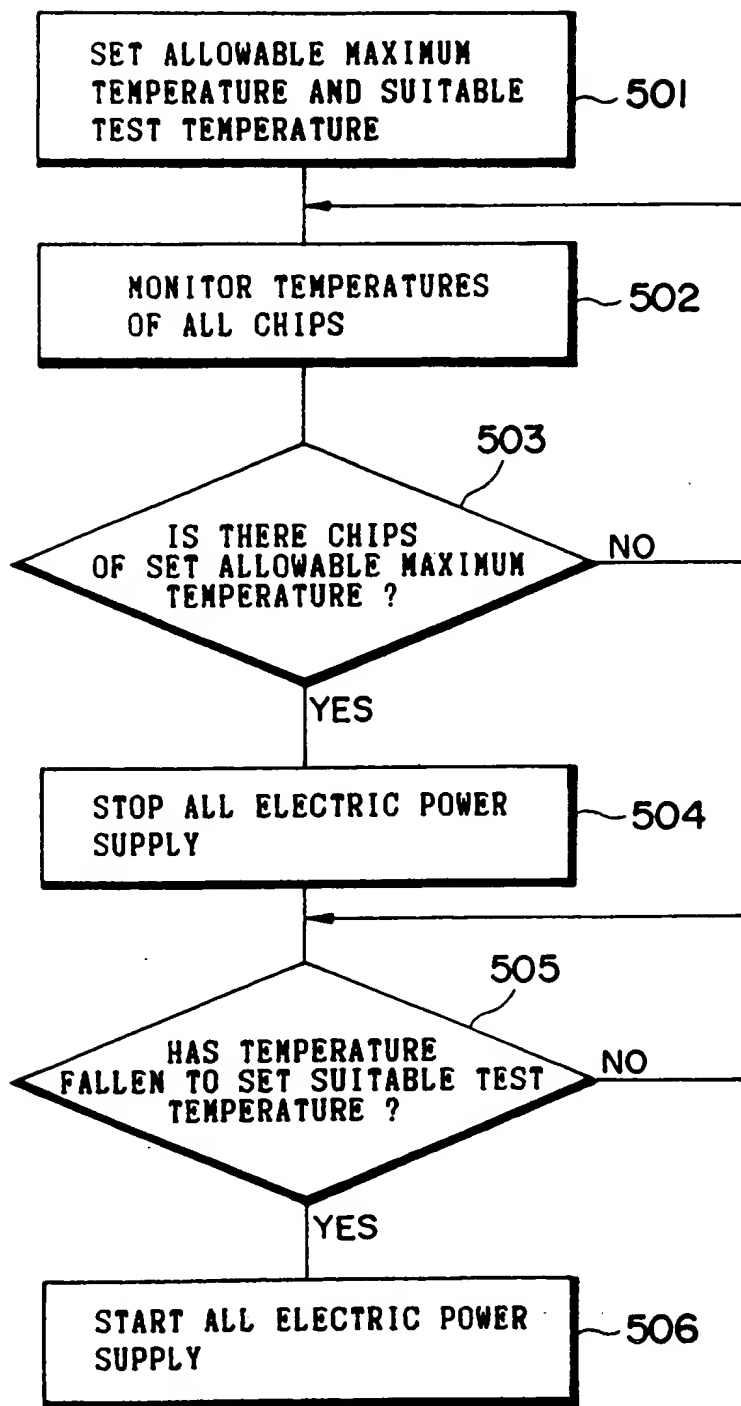 SET ALLOWABLE MAXIMUM
TEMPERATURE AND SUITABLE
TEST TEMPERATURE
501
MONITOR TEMPERATURES
OF ALL CHIPS
502
503
IS THERE CHIPS
OF SET ALLOWABLE MAXIMUM
TEMPERATURE ?
NO
YES
STOP ALL ELECTRIC POWER
SUPPLY
504
505
HAS TEMPERATURE
FALLEN TO SET SUITABLE TEST
TEMPERATURE ?
NO
YES
START ALL ELECTRIC POWER
SUPPLY
506